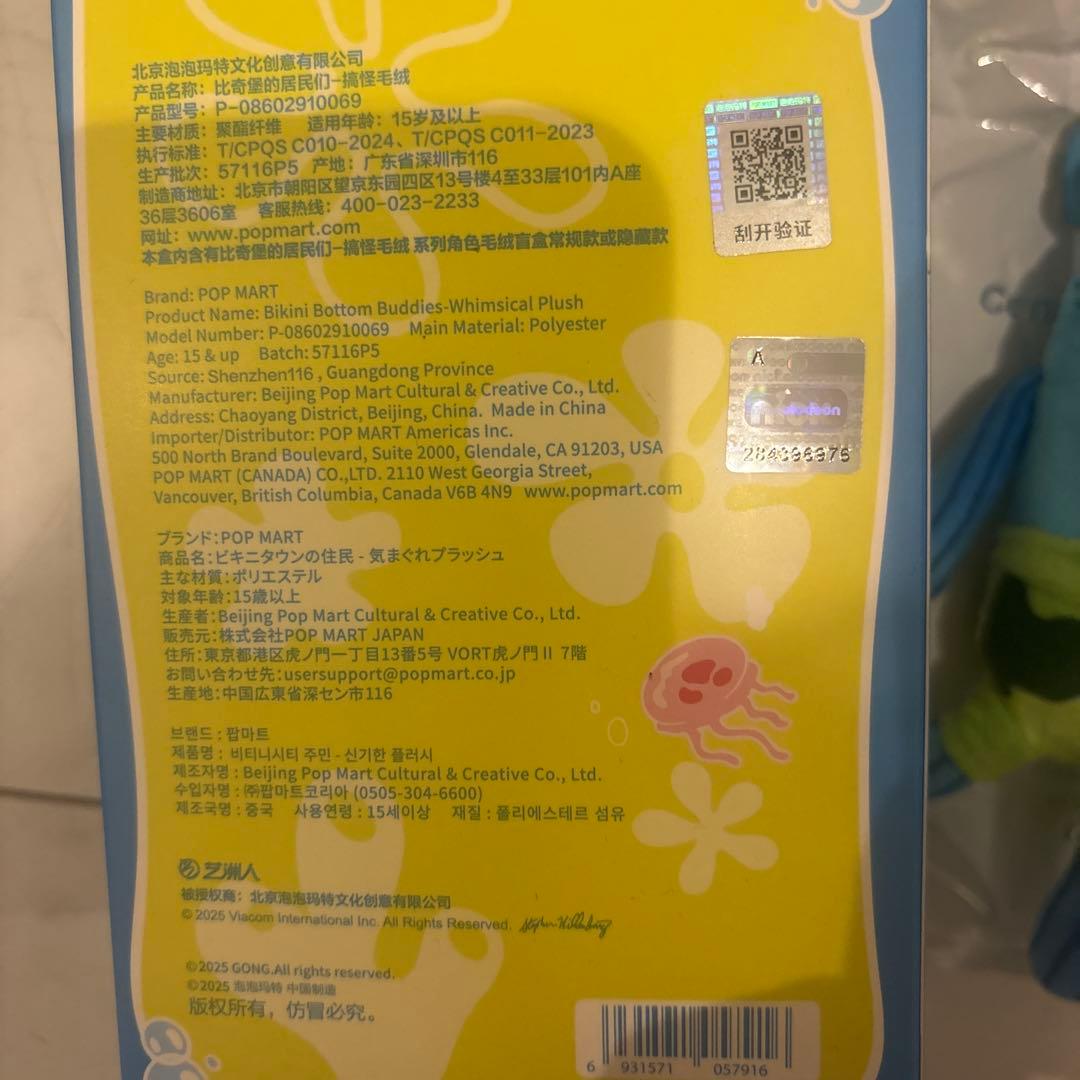 北京泡泡玛特文化创意有限公司
产品名称：比奇堡的居民们-搞怪毛绒
产品型号：P-08602910069
主要材质：聚酯纤维 适用年龄：15岁及以上
执行标准：T/CPQS C010-2024、T/CPQS C011-2023
生产批次：57116P5 产地：广东省深圳市116
制造商地址：北京市朝阳区望京东园四区13号楼4至33层101内A座
36层3606室 客服热线：400-023-2233
网址：www.popmart.com
本盒内含有比奇堡的居民们-搞怪毛绒 系列角色毛绒盲盒常规款或隐藏款
刮开验证
Brand: POP MART
Product Name: Bikini Bottom Buddies-Whimsical Plush
Model Number: P-08602910069 Main Material: Polyester
Age: 15 & up Batch: 57116P5
Source: Shenzhen116 , Guangdong Province
Manufacturer: Beijing Pop Mart Cultural & Creative Co., Ltd.
Address: Chaoyang District, Beijing, China. Made in China
Importer/Distributor: POP MART Americas Inc.
500 North Brand Boulevard, Suite 2000, Glendale, CA 91203, USA
POP MART (CANADA) CO.,LTD. 2110 West Georgia Street,
Vancouver, British Columbia, Canada V6B 4N9 www.popmart.com
A
nickelodeon
284396976
ブランド:POP MART
商品名:ビキニタウンの住民 - 気まぐれプラッシュ
主な材質:ポリエステル
対象年齢:15歳以上
生産者:Beijing Pop Mart Cultural & Creative Co., Ltd.
販売元:株式会社POP MART JAPAN
住所:東京都港区虎ノ門一丁目13番5号 VORT虎ノ門Ⅱ 7階
お問い合わせ先:usersupport@popmart.co.jp
生産地:中国広東省深セン市116
브랜드 : 팝마트
제품명 : 비티니시티 주민 - 신기한 플러시
제조자명 : Beijing Pop Mart Cultural & Creative Co., Ltd.
수입자명 : ㈜팝마트코리아 (0505-304-6600)
제조국명 : 중국 사용연령 : 15세이상 재질 : 폴리에스테르 섬유
艺洲人
被授权商：北京泡泡玛特文化创意有限公司
© 2025 Viacom International Inc. All Rights Reserved.
©2025 GONG.All rights reserved.
©2025 泡泡玛特 中国制造
版权所有，仿冒必究。
6 931571 057916